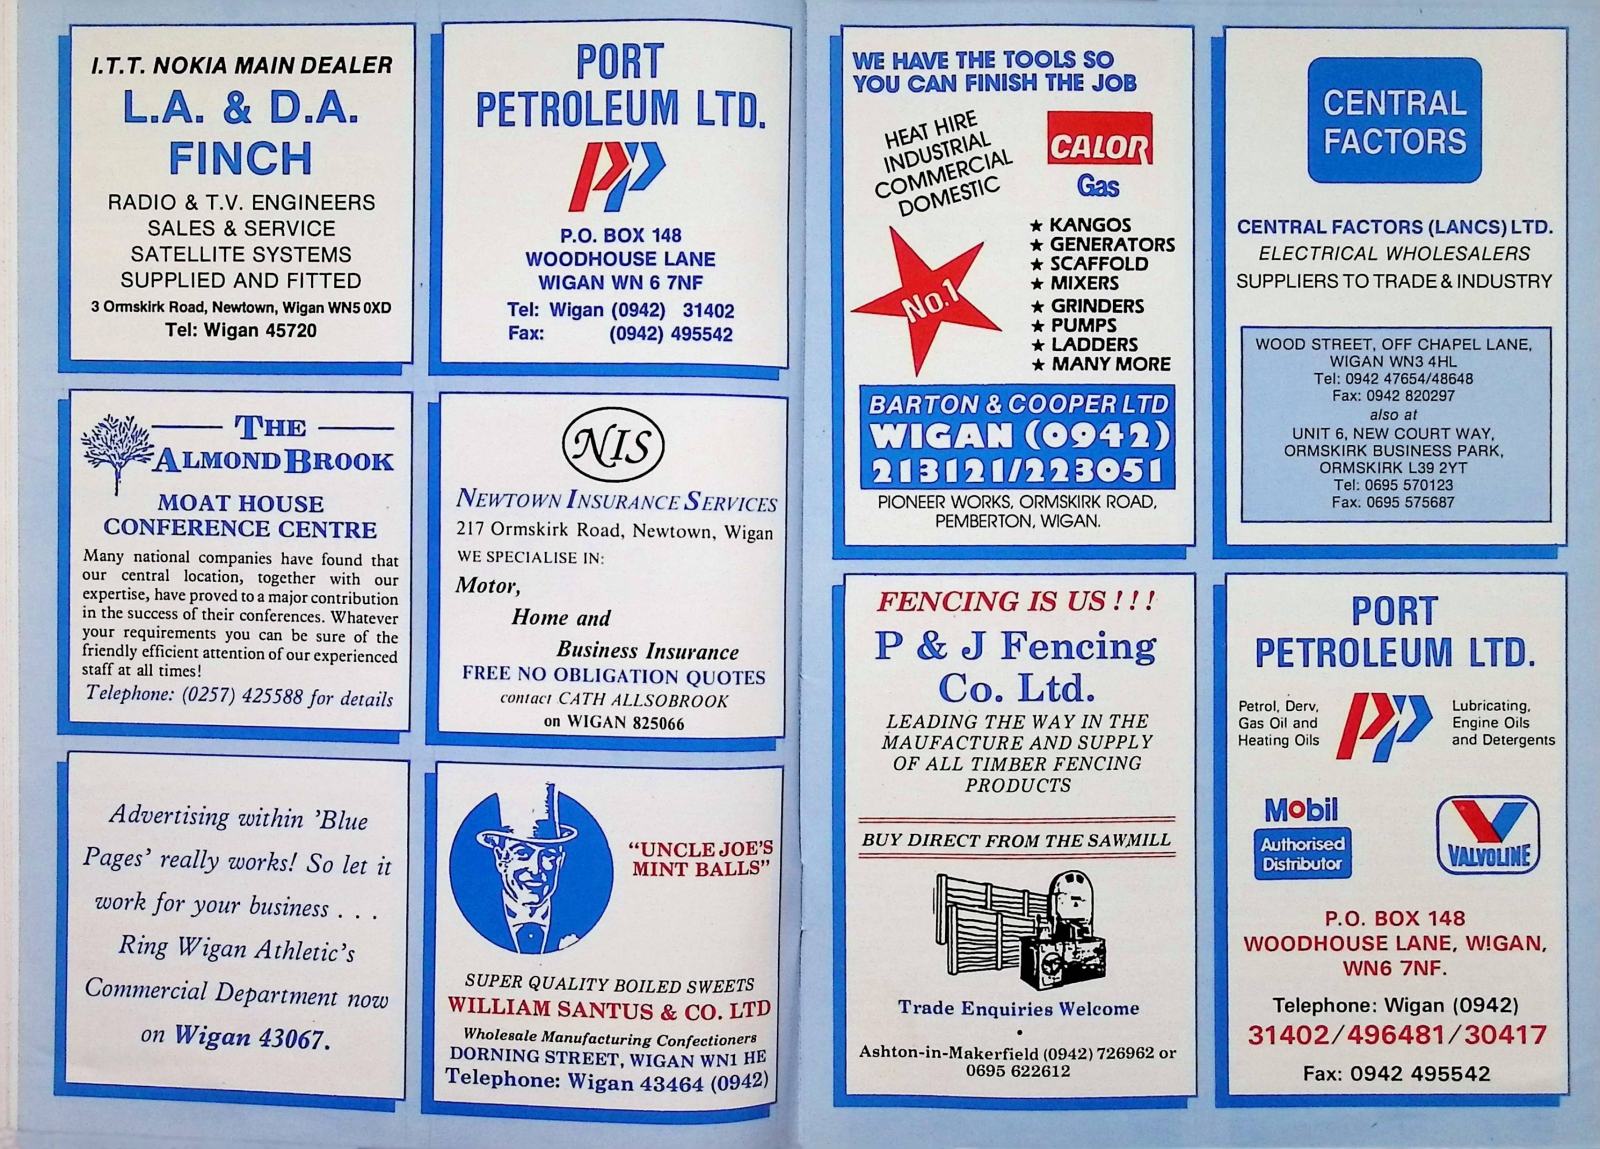 I.T.T. NOKIA MAIN DEALER
L.A. & D.A.
FINCH
RADIO & T.V. ENGINEERS
SALES & SERVICE
SATELLITE SYSTEMS
SUPPLIED AND FITTED
3 Ormskirk Road, Newtown, Wigan WN5 0XD
Tel: Wigan 45720
PORT
PETROLEUM LTD.
P.O. BOX 148
WOODHOUSE LANE
WIGAN WN 6 7NF
Tel: Wigan (0942) 31402
Fax: (0942) 495542
THE
ALMOND BROOK
MOAT HOUSE
CONFERENCE CENTRE
Many national companies have found that
our central location, together with our
expertise, have proved to a major contribution
in the success of their conferences. Whatever
your requirements you can be sure of the
friendly efficient attention of our experienced
staff at all times!
Telephone: (0257) 425588 for details
NIS
NEWTOWN INSURANCE SERVICES
217 Ormskirk Road, Newtown, Wigan
WE SPECIALISE IN:
Motor,
Home and
Business Insurance
FREE NO OBLIGATION QUOTES
contact CATH ALLSOBROOK
on WIGAN 825066
Advertising within 'Blue
Pages' really works! So let it
work for your business . . .
Ring Wigan Athletic's
Commercial Department now
on Wigan 43067.
"UNCLE JOE'S
MINT BALLS"
SUPER QUALITY BOILED SWEETS
WILLIAM SANTUS & CO. LTD
Wholesale Manufacturing Confectioners
DORNING STREET, WIGAN WN1 HE
Telephone: Wigan 43464 (0942)
WE HAVE THE TOOLS SO
YOU CAN FINISH THE JOB
HEAT HIRE
INDUSTRIAL
COMMERCIAL
DOMESTIC
CALOR
Gas
No.1
★ KANGOS
★ GENERATORS
★ SCAFFOLD
★ MIXERS
★ GRINDERS
★ PUMPS
★ LADDERS
★ MANY MORE
BARTON & COOPER LTD
WIGAN (0942)
213121/223051
PIONEER WORKS, ORMSKIRK ROAD,
PEMBERTON, WIGAN.
CENTRAL
FACTORS
CENTRAL FACTORS (LANCS) LTD.
ELECTRICAL WHOLESALERS
SUPPLIERS TO TRADE & INDUSTRY
WOOD STREET, OFF CHAPEL LANE,
WIGAN WN3 4HL
Tel: 0942 47654/48648
Fax: 0942 820297
also at
UNIT 6, NEW COURT WAY,
ORMSKIRK BUSINESS PARK,
ORMSKIRK L39 2YT
Tel: 0695 570123
Fax: 0695 575687
FENCING IS US ! ! !
P & J Fencing
Co. Ltd.
LEADING THE WAY IN THE
MAUFACTURE AND SUPPLY
OF ALL TIMBER FENCING
PRODUCTS
BUY DIRECT FROM THE SAWMILL
Trade Enquiries Welcome
•
Ashton-in-Makerfield (0942) 726962 or
0695 622612
PORT
PETROLEUM LTD.
Petrol, Derv,
Gas Oil and
Heating Oils
Lubricating,
Engine Oils
and Detergents
Mobil
Authorised
Distributor
VALVOLINE
P.O. BOX 148
WOODHOUSE LANE, WIGAN,
WN6 7NF.
Telephone: Wigan (0942)
31402/496481/30417
Fax: 0942 495542